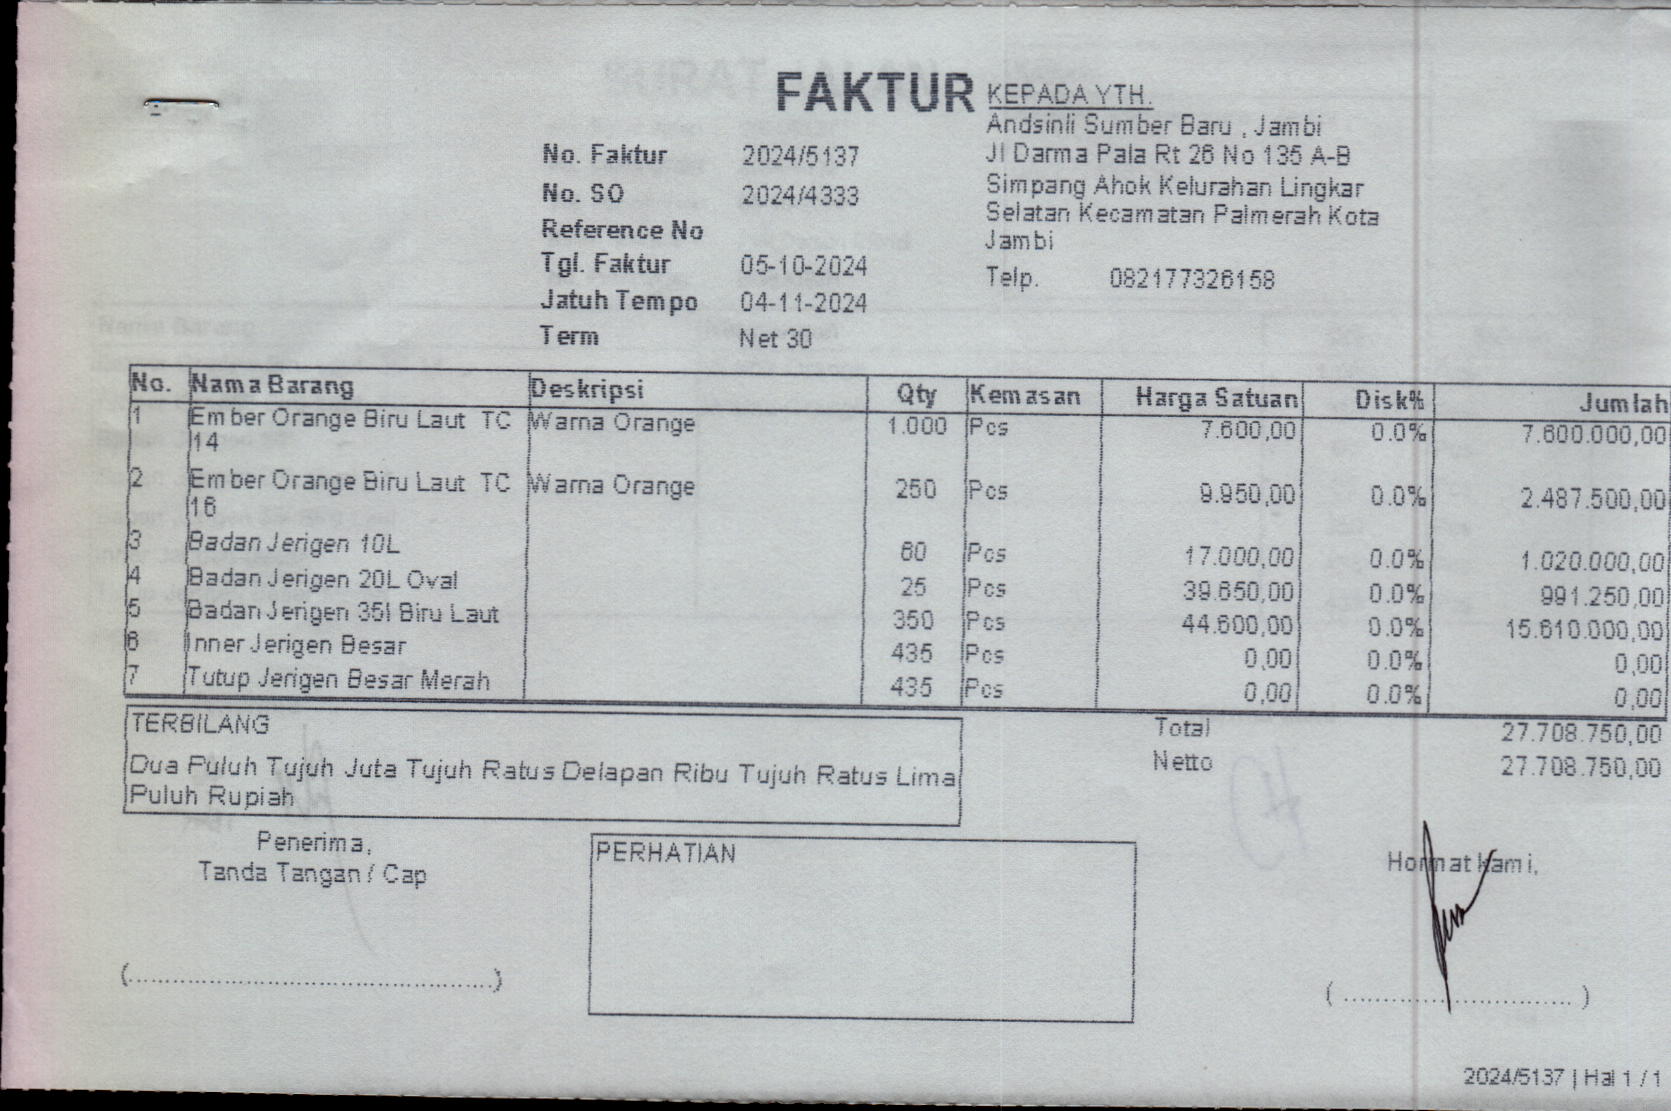 FAKTUR
KEPADA YTH.
Andsinli Sumber Baru , Jambi
Jl Darma Pala Rt 26 No 135 A-B
Simpang Ahok Kelurahan Lingkar
Selatan Kecamatan Palmerah Kota
Jambi
Telp. 082177326158
No. Faktur 2024/5137
No. SO 2024/4333
Reference No
Tgl. Faktur 05-10-2024
Jatuh Tempo 04-11-2024
Term Net 30
No. Nama Barang Deskripsi Qty Kemasan Harga Satuan Disk% Jumlah
1 Ember Orange Biru Laut TC Warna Orange 1.000 Pcs 7.600,00 0.0% 7.600.000,00
14
2 Ember Orange Biru Laut TC Warna Orange 250 Pcs 9.950,00 0.0% 2.487.500,00
16
3 Badan Jerigen 10L 60 Pcs 17.000,00 0.0% 1.020.000,00
4 Badan Jerigen 20L Oval 25 Pcs 39.650,00 0.0% 991.250,00
5 Badan Jerigen 35l Biru Laut 350 Pcs 44.600,00 0.0% 15.610.000,00
6 Inner Jerigen Besar 435 Pcs 0,00 0.0% 0,00
7 Tutup Jerigen Besar Merah 435 Pcs 0,00 0.0% 0,00
TERBILANG
Dua Puluh Tujuh Juta Tujuh Ratus Delapan Ribu Tujuh Ratus Lima
Puluh Rupiah
Total 27.708.750,00
Netto 27.708.750,00
Penerima,
Tanda Tangan / Cap
PERHATIAN
Hormat kami,
(................................................)
( .............................. )
2024/5137 | Hal 1 / 1